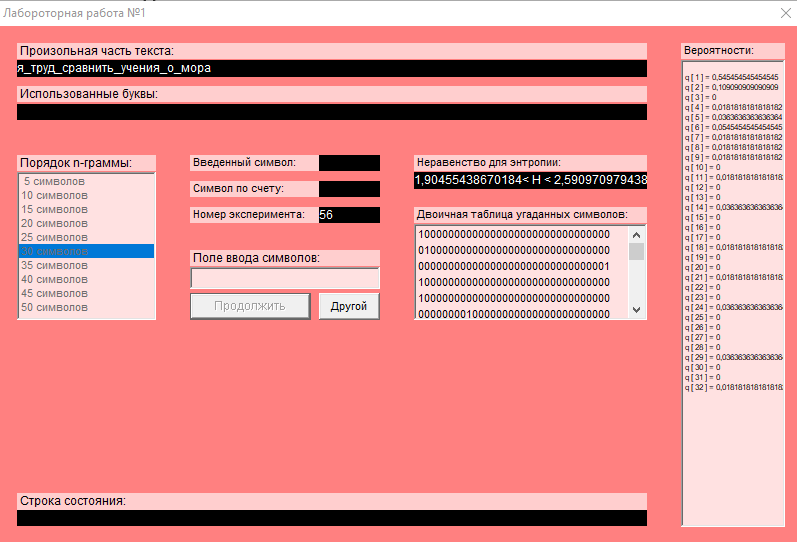 Лабороторная работа №1
Произольная часть текста:
я_труд_сравнить_учения_о_мора
Использованные буквы:
Порядок n-граммы:
5 символов
10 символов
15 символов
20 символов
25 символов
30 символов
35 символов
40 символов
45 символов
50 символов
Введенный символ:
Символ по счету:
Номер эксперимента: 56
Поле ввода символов:
Продолжить
Другой
Неравенство для энтропии:
1,90455438670184< H < 2,590970979438
Двоичная таблица угаданных символов:
10000000000000000000000000000000
01000000000000000000000000000000
00000000000000000000000000000001
10000000000000000000000000000000
10000000000000000000000000000000
00000000100000000000000000000000
Вероятности:
q [ 1 ] = 0,545454545454545
q [ 2 ] = 0,109090909090909
q [ 3 ] = 0
q [ 4 ] = 0,0181818181818182
q [ 5 ] = 0,0363636363636364
q [ 6 ] = 0,0545454545454545
q [ 7 ] = 0,0181818181818182
q [ 8 ] = 0,0181818181818182
q [ 9 ] = 0,0181818181818182
q [ 10 ] = 0
q [ 11 ] = 0,018181818181818
q [ 12 ] = 0
q [ 13 ] = 0
q [ 14 ] = 0,036363636363636
q [ 15 ] = 0
q [ 16 ] = 0
q [ 17 ] = 0
q [ 18 ] = 0,018181818181818
q [ 19 ] = 0
q [ 20 ] = 0
q [ 21 ] = 0,018181818181818
q [ 22 ] = 0
q [ 23 ] = 0
q [ 24 ] = 0,036363636363636
q [ 25 ] = 0
q [ 26 ] = 0
q [ 27 ] = 0
q [ 28 ] = 0
q [ 29 ] = 0,036363636363636
q [ 30 ] = 0
q [ 31 ] = 0
q [ 32 ] = 0,018181818181818
Строка состояния: